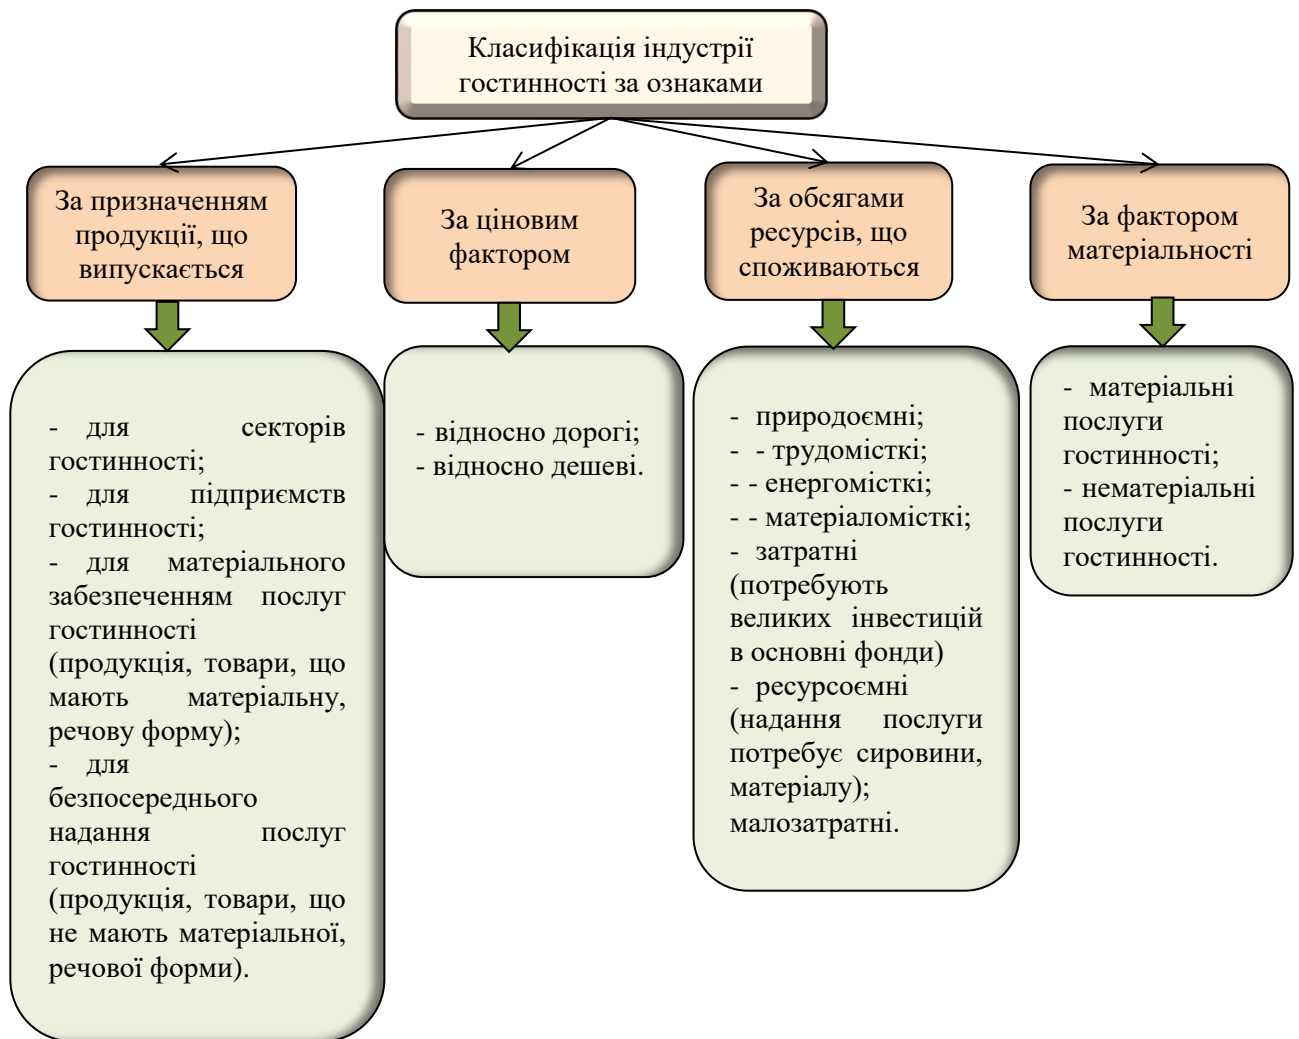 Класифікація індустрії
гостинності за ознаками
За призначенням
продукції, що
випускається
За ціновим
фактором
За обсягами
ресурсів, що
споживаються
За фактором
матеріальності
- для секторів
гостинності;
- для підприємств
гостинності;
- для матеріального
забезпеченням послуг
гостинності
(продукція, товари, що
мають матеріальну,
речову форму);
- для
безпосереднього
надання послуг
гостинності
(продукція, товари, що
не мають матеріальної,
речової форми).
- відносно дорогі;
- відносно дешеві.
- природоємні;
- - трудомісткі;
- - енергомісткі;
- - матеріаломісткі;
- затратні
(потребують
великих інвестицій
в основні фонди)
- ресурсоємні
(надання послуги
потребує сировини,
матеріалу);
малозатратні.
- матеріальні
послуги
гостинності;
- нематеріальні
послуги
гостинності.